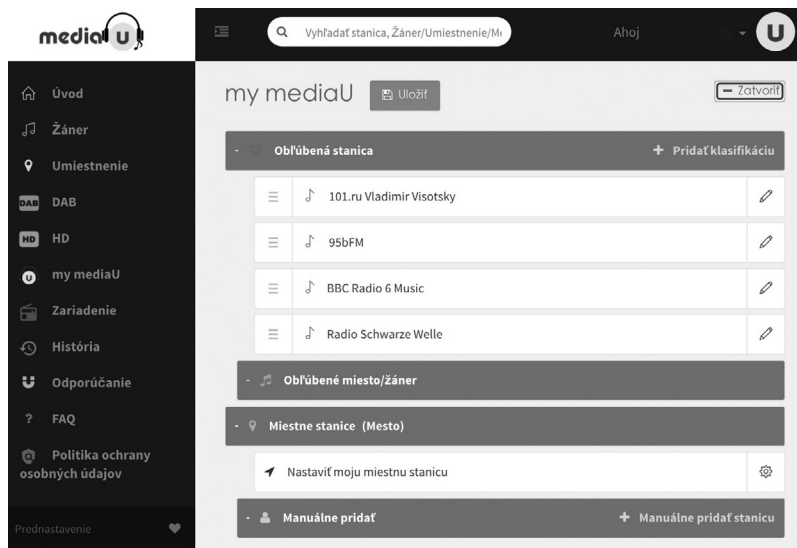 mediaU
Vyhľadať stanica, Žáner/Umiestnenie/Me
Ahoj
U
Úvod
Žáner
Umiestnenie
DAB DAB
HD HD
my mediaU
Zariadenie
História
Odporúčanie
? FAQ
Politika ochrany
osobných údajov
Prednastavenie
my mediaU
Uložiť
- Zatvoriť
- Obľúbená stanica
+ Pridať klasifikáciu
101.ru Vladimir Visotsky
95bFM
BBC Radio 6 Music
Radio Schwarze Welle
- Obľúbené miesto/žáner
- Miestne stanice (Mesto)
Nastaviť moju miestnu stanicu
- Manuálne pridať
+ Manuálne pridať stanicu